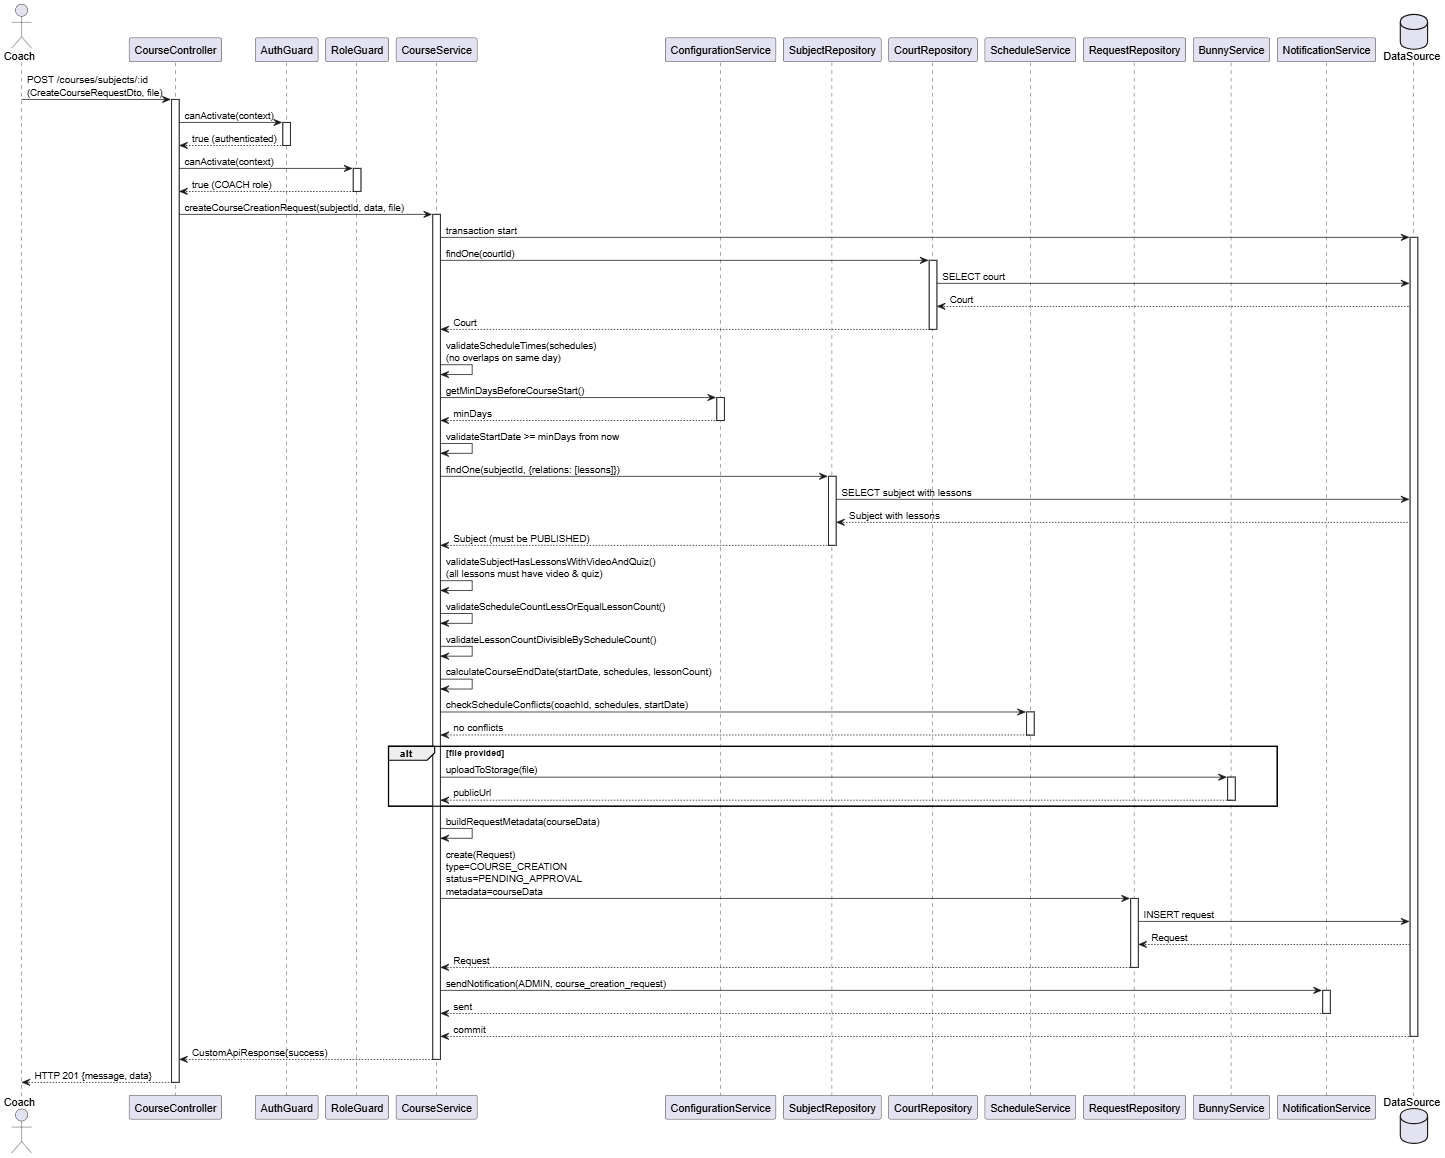 Coach
CourseController
AuthGuard
RoleGuard
CourseService
ConfigurationService
SubjectRepository
CourtRepository
ScheduleService
RequestRepository
BunnyService
NotificationService
DataSource
POST /courses/subjects/:id
(CreateCourseRequestDto, file)
canActivate(context)
true (authenticated)
canActivate(context)
true (COACH role)
createCourseCreationRequest(subjectId, data, file)
transaction start
findOne(courtId)
SELECT court
Court
Court
validateScheduleTimes(schedules)
(no overlaps on same day)
getMinDaysBeforeCourseStart()
minDays
validateStartDate >= minDays from now
findOne(subjectId, {relations: [lessons]})
SELECT subject with lessons
Subject with lessons
Subject (must be PUBLISHED)
validateSubjectHasLessonsWithVideoAndQuiz()
(all lessons must have video & quiz)
validateScheduleCountLessOrEqualLessonCount()
validateLessonCountDivisibleByScheduleCount()
calculateCourseEndDate(startDate, schedules, lessonCount)
checkScheduleConflicts(coachId, schedules, startDate)
no conflicts
alt
[file provided]
uploadToStorage(file)
publicUrl
buildRequestMetadata(courseData)
create(Request)
type=COURSE_CREATION
status=PENDING_APPROVAL
metadata=courseData
INSERT request
Request
Request
sendNotification(ADMIN, course_creation_request)
sent
commit
CustomApiResponse(success)
HTTP 201 {message, data}
Coach
CourseController
AuthGuard
RoleGuard
CourseService
ConfigurationService
SubjectRepository
CourtRepository
ScheduleService
RequestRepository
BunnyService
NotificationService
DataSource